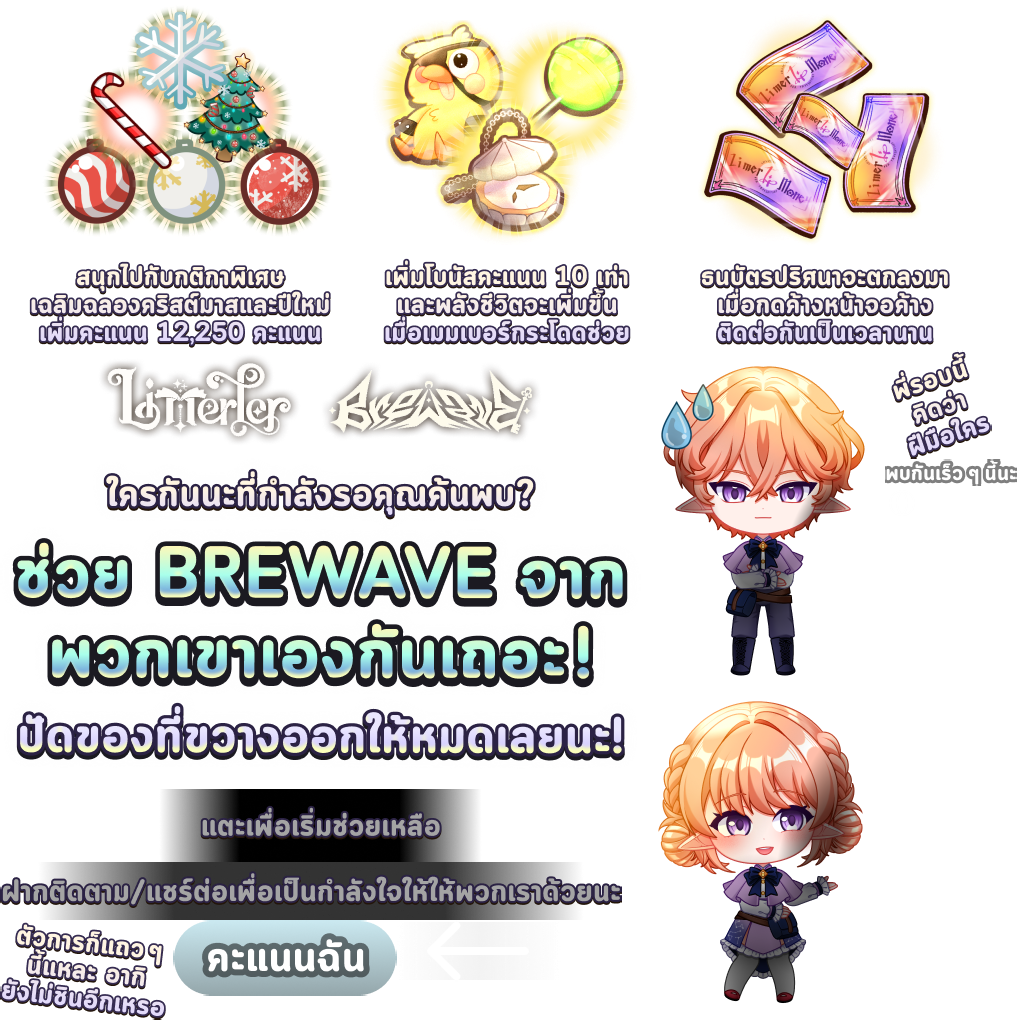 สนุกไปกับกติกาพิเศษ
เฉลิมฉลองคริสต์มาสและปีใหม่
เพิ่มคะแนน 12,250 คะแนน
เพิ่มโบนัสคะแนน 10 เท่า
และพลังชีวิตจะเพิ่มขึ้น
เมื่อเมมเบอร์กระโดดช่วย
Limerlip Money
Limerlip Money
Limerlip Money
Limerlip Money
ธนบัตรปริศนาจะตกลงมา
เมื่อกดค้างหน้าจอค้าง
ติดต่อกันเป็นเวลานาน
BREWAVE
พี่รอบนี้
คิดว่า
ฝีมือใคร
พบกันเร็ว ๆ นี้นะ
ใครกันนะที่กำลังรอคุณค้นพบ?
ช่วย BREWAVE จาก
พวกเขาเองกันเถอะ!
ปัดของที่ขวางออกให้หมดเลยนะ!
แตะเพื่อเริ่มช่วยเหลือ
ฝากติดตาม/แชร์ต่อเพื่อเป็นกำลังใจให้ให้พวกเราด้วยนะ
ตัวการก็แถว ๆ
นี้แหละ อากิ
ยังไม่ชินอีกเหรอ
คะแนนฉัน